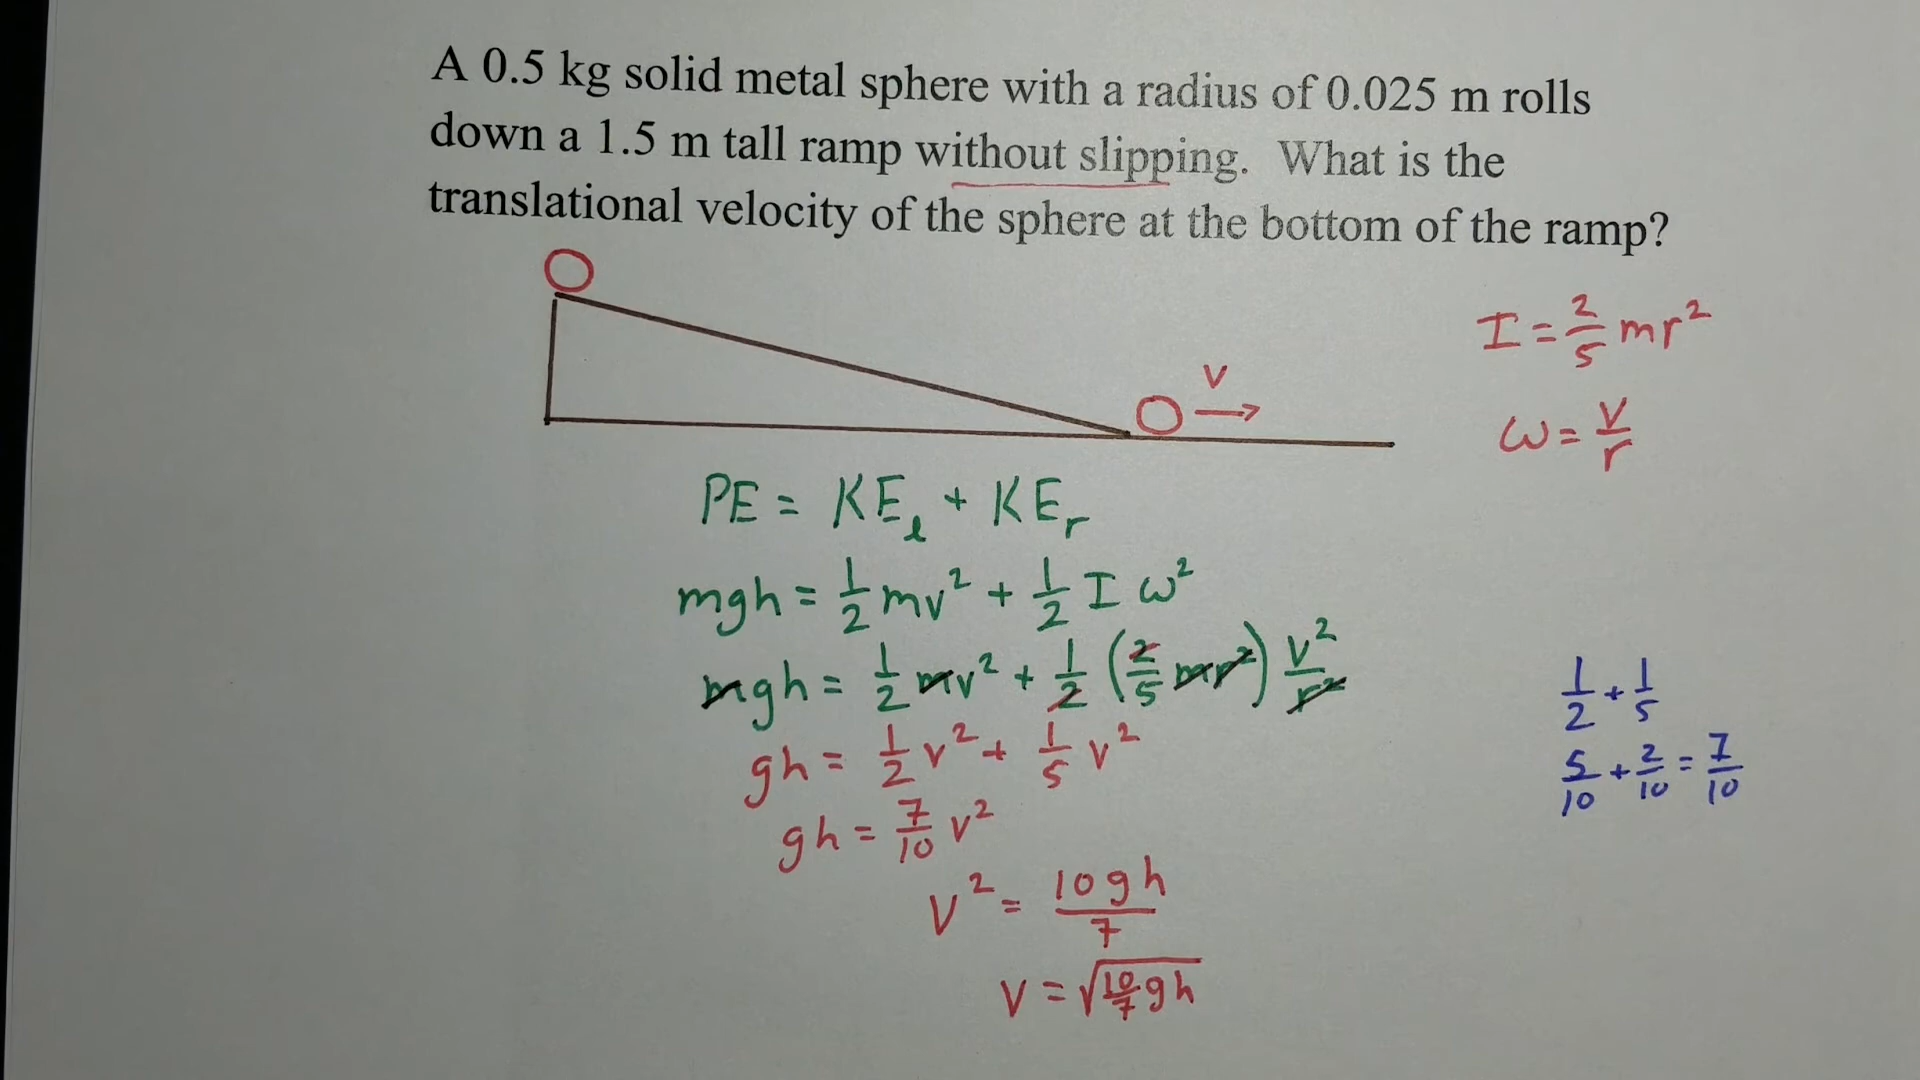 A 0.5 kg solid metal sphere with a radius of 0.025 m rolls
down a 1.5 m tall ramp without slipping. What is the
translational velocity of the sphere at the bottom of the ramp?
I = 2/5 mr²
v
ω = v/r
PE = KEₗ + KEᵣ
mgh = 1/2 mv² + 1/2 I ω²
mgh = 1/2 mv² + 1/2 (2/5 mr²) v²/r²
1/2 + 1/5
gh = 1/2 v² + 1/5 v²
5/10 + 2/10 = 7/10
gh = 7/10 v²
v² = 10gh/7
v = √(10/7 gh)